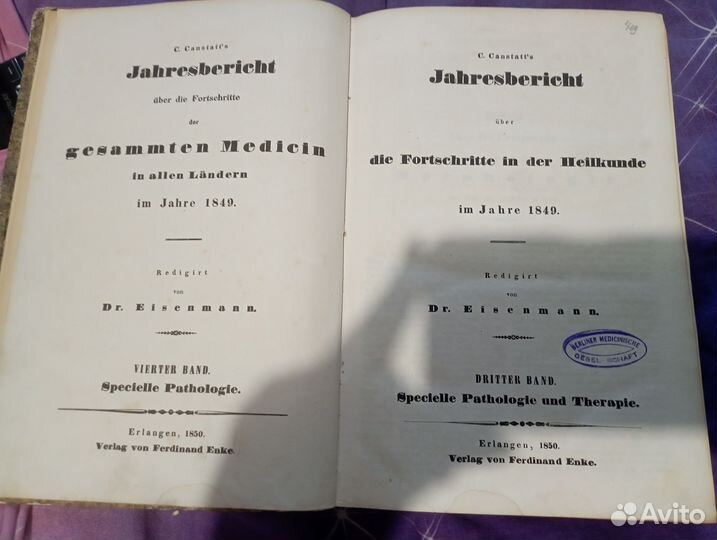 C. Canstatt's
Jahresbericht
über die Fortschritte
der
gesammten Medicin
in allen Ländern
im Jahre 1849.
Redigirt
von
Dr. Eisenmann.
VIERTER BAND.
Specielle Pathologie.
Erlangen, 1850.
Verlag von Ferdinand Enke.
C. Canstatt's
Jahresbericht
über
die Fortschritte in der Heilkunde
im Jahre 1849.
Redigirt
von
Dr. Eisenmann.
BERLINER MEDICINISCHE
GESELLSCHAFT
DRITTER BAND.
Specielle Pathologie und Therapie.
Erlangen, 1850.
Verlag von Ferdinand Enke.
Avito